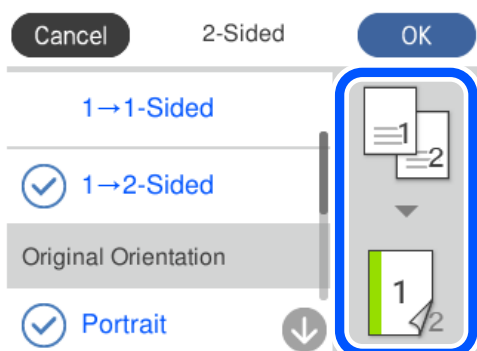 Cancel 2-Sided OK
1→1-Sided
1→2-Sided
Original Orientation
Portrait
1
2
1
2